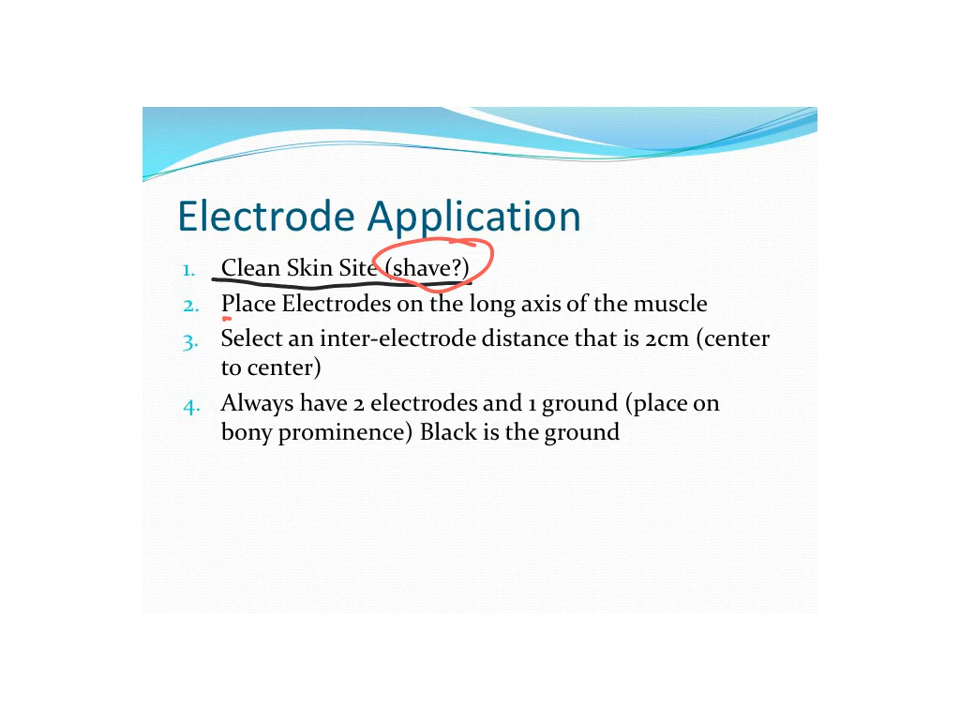 Electrode Application
1. Clean Skin Site (shave?)
2. Place Electrodes on the long axis of the muscle
3. Select an inter-electrode distance that is 2cm (center
to center)
4. Always have 2 electrodes and 1 ground (place on
bony prominence) Black is the ground